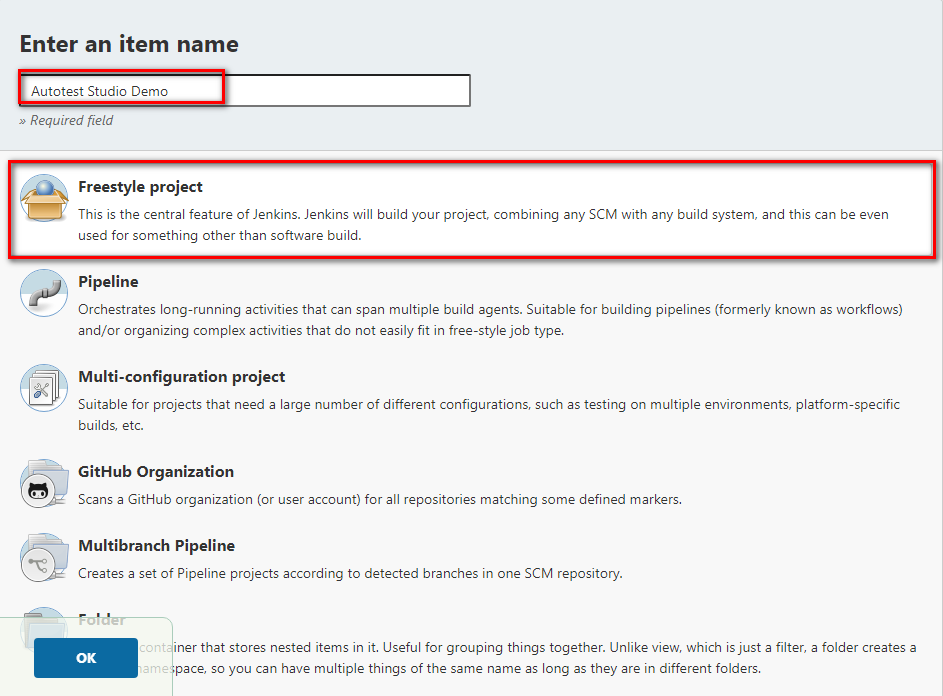 Enter an item name
Autotest Studio Demo
» Required field
Freestyle project
This is the central feature of Jenkins. Jenkins will build your project, combining any SCM with any build system, and this can be even
used for something other than software build.
Pipeline
Orchestrates long-running activities that can span multiple build agents. Suitable for building pipelines (formerly known as workflows)
and/or organizing complex activities that do not easily fit in free-style job type.
Multi-configuration project
Suitable for projects that need a large number of different configurations, such as testing on multiple environments, platform-specific
builds, etc.
GitHub Organization
Scans a GitHub organization (or user account) for all repositories matching some defined markers.
Multibranch Pipeline
Creates a set of Pipeline projects according to detected branches in one SCM repository.
Folder
container that stores nested items in it. Useful for grouping things together. Unlike view, which is just a filter, a folder creates a
namespace, so you can have multiple things of the same name as long as they are in different folders.
OK